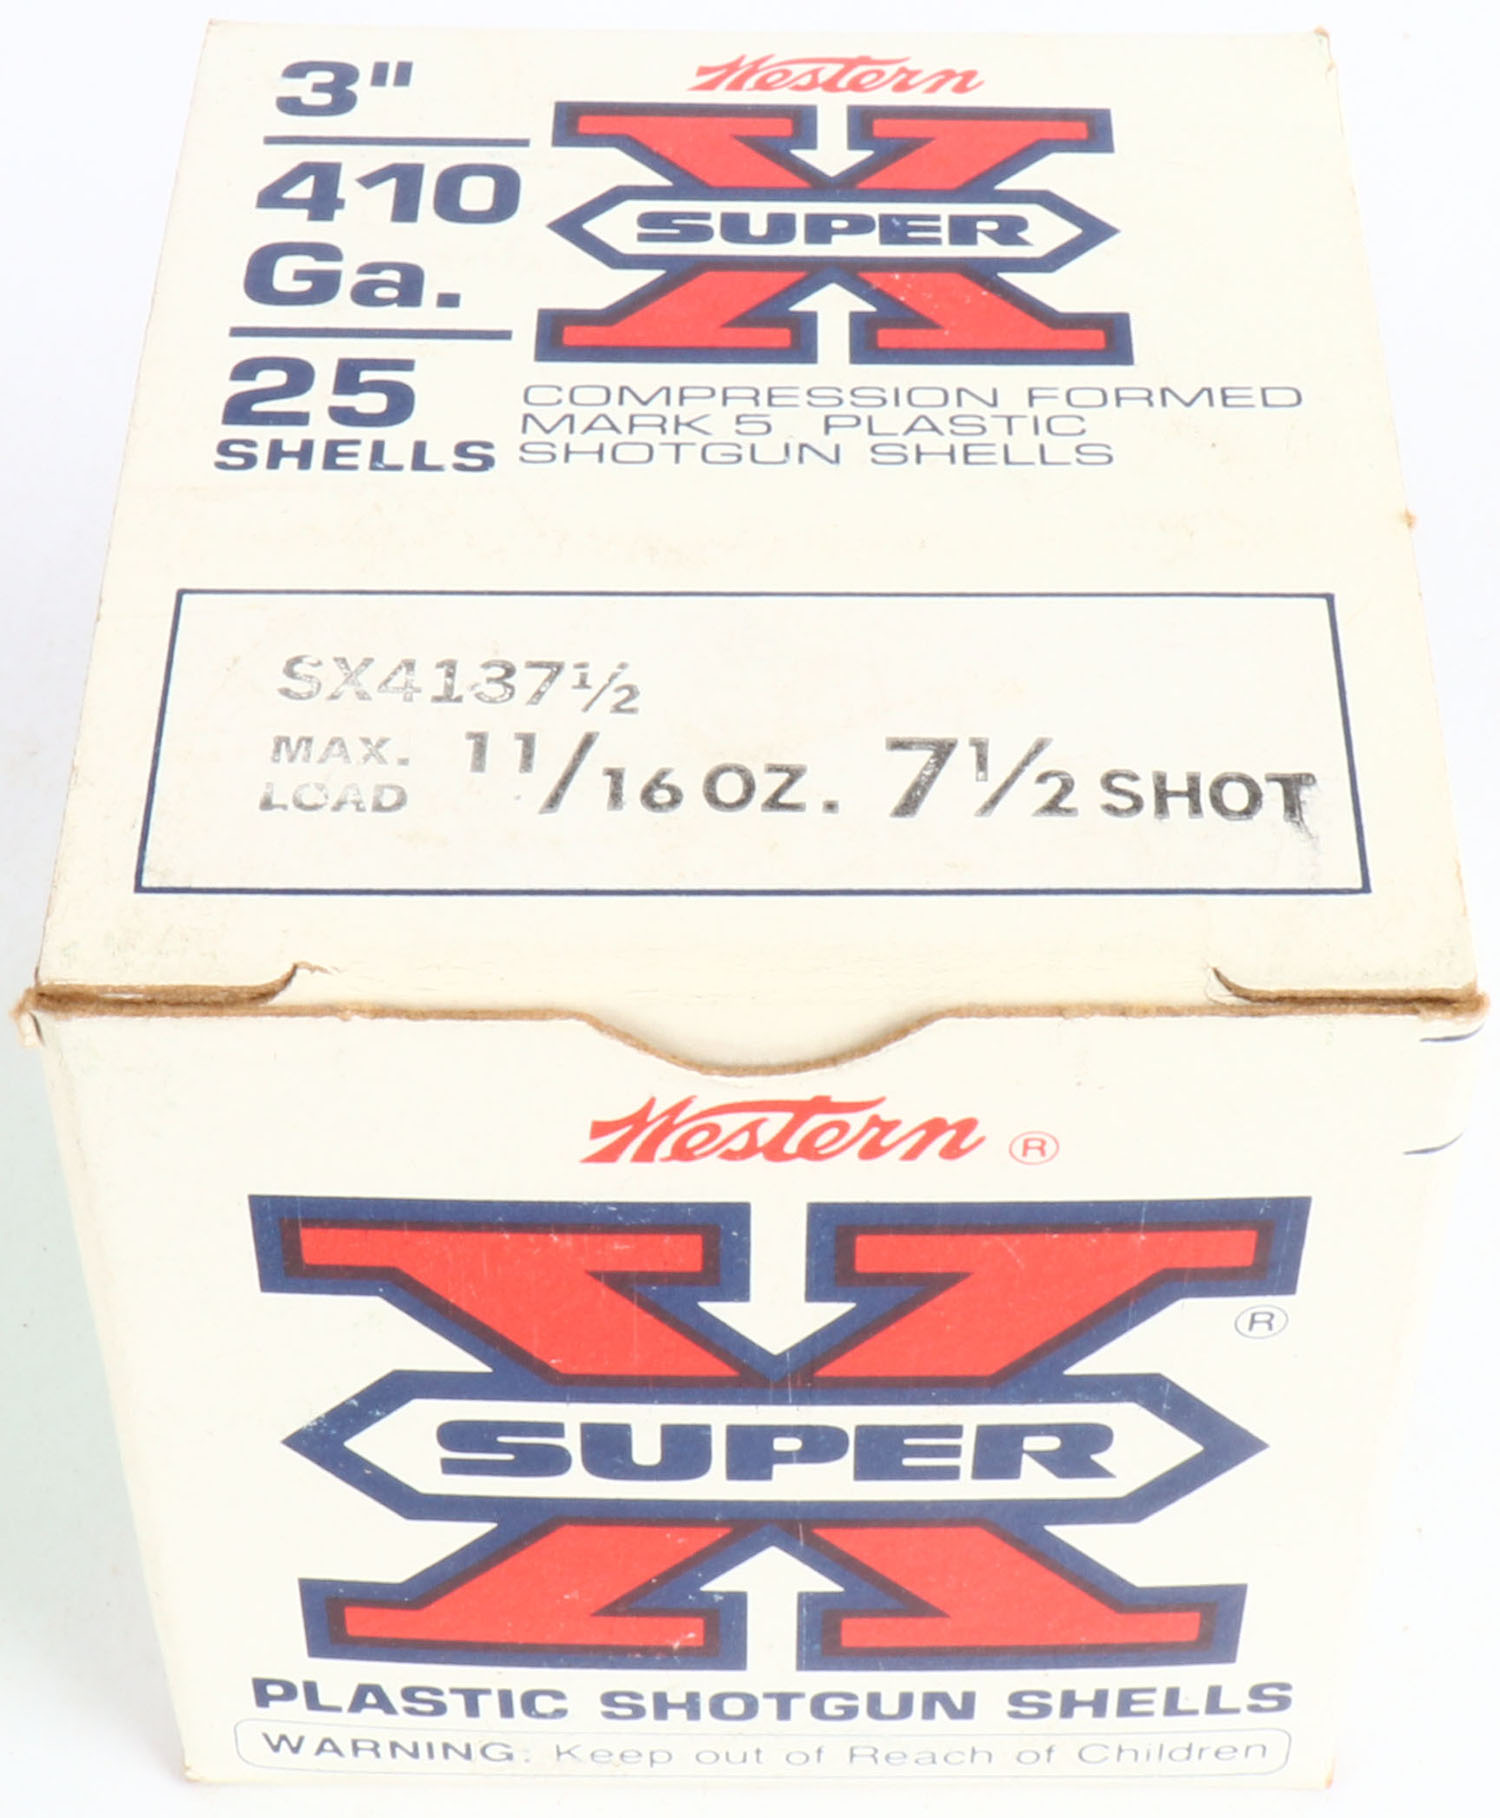 3"
410
Ga.
25
SHELLS
Western
SUPER
X
COMPRESSION FORMED
MARK 5 PLASTIC
SHOTGUN SHELLS
SX4137½
MAX. LOAD 11/16 OZ. 7½ SHOT
Western ®
X
SUPER
®
PLASTIC SHOTGUN SHELLS
WARNING: Keep out of Reach of Children